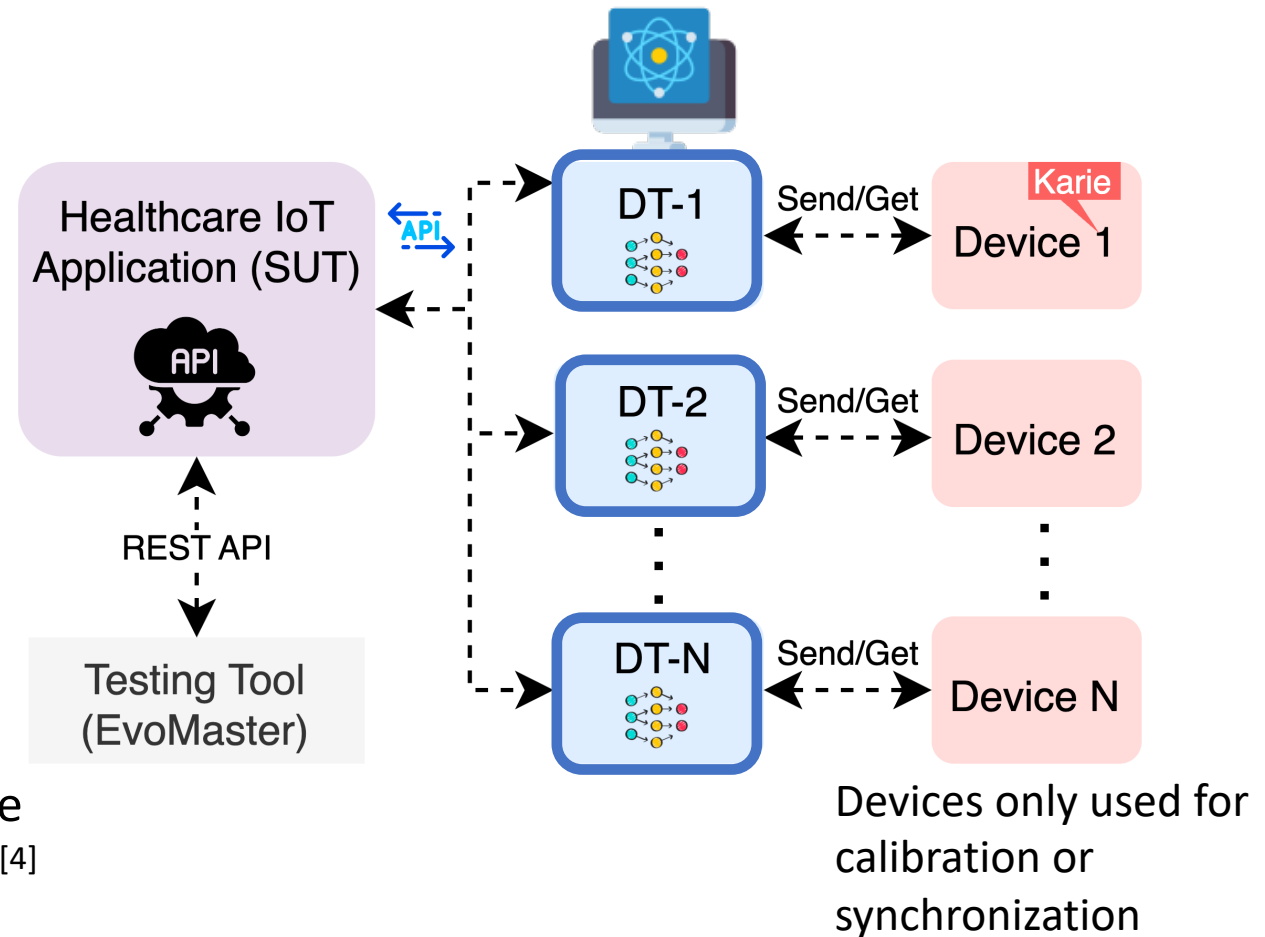 Healthcare IoT
Application (SUT)
API
API
REST API
Testing Tool
(EvoMaster)
DT-1
Send/Get
Karie
Device 1
DT-2
Send/Get
Device 2
DT-N
Send/Get
Device N
[4]
Devices only used for
calibration or
synchronization